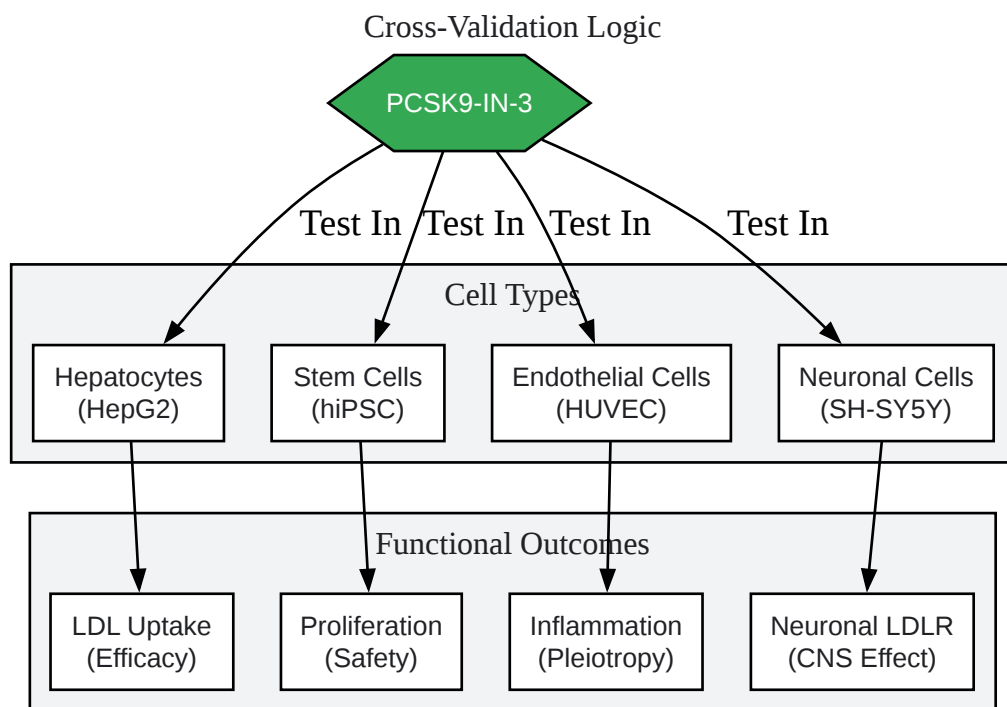 Cross-Validation Logic
PCSK9-IN-3
Test In Test In Test In Test In
Cell Types
Hepatocytes
(HepG2)
Stem Cells
(hiPSC)
Endothelial Cells
(HUVEC)
Neuronal Cells
(SH-SY5Y)
Functional Outcomes
LDL Uptake
(Efficacy)
Proliferation
(Safety)
Inflammation
(Pleiotropy)
Neuronal LDLR
(CNS Effect)